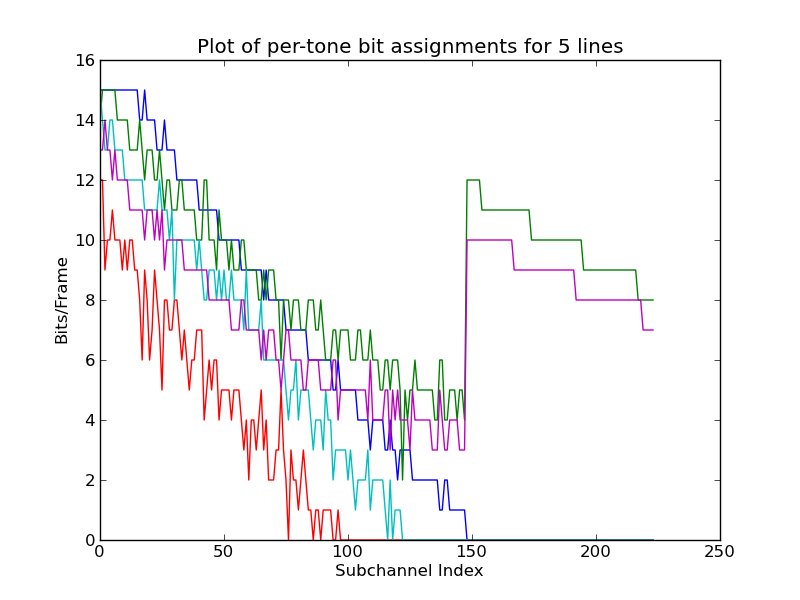 Plot of per-tone bit assignments for 5 lines
16
14
12
10
8
6
4
2
0
Bits/Frame
0 50 100 150 200 250
Subchannel Index